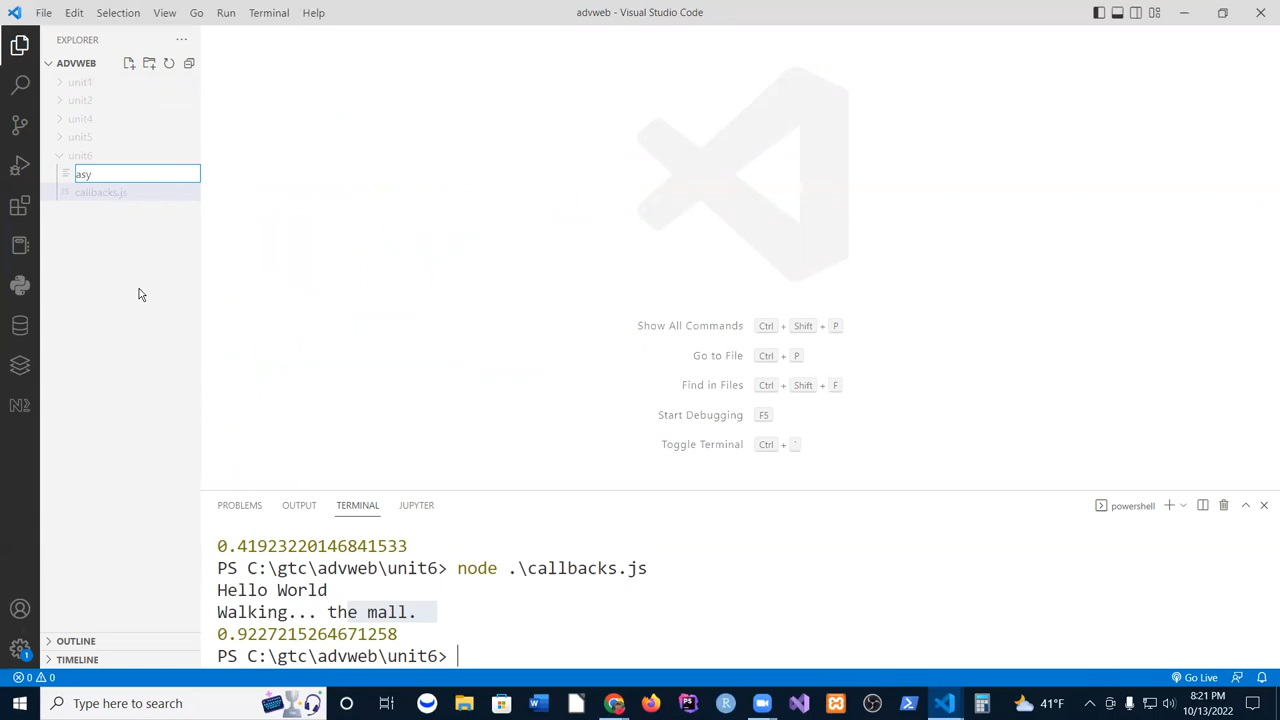 File Edit Selection View Go Run Terminal Help advweb - Visual Studio Code
EXPLORER
ADVWEB
unit1
unit2
unit4
unit5
unit6
asy
JS callbacks.js
Show All Commands Ctrl + Shift + P
Go to File Ctrl + P
Find in Files Ctrl + Shift + F
Start Debugging F5
Toggle Terminal Ctrl + `
PROBLEMS OUTPUT TERMINAL JUPYTER powershell
0.41923220146841533
PS C:\gtc\advweb\unit6> node .\callbacks.js
Hello World
Walking... the mall.
0.9227215264671258
PS C:\gtc\advweb\unit6>
OUTLINE
TIMELINE
1
0 0 Go Live
Type here to search 41°F 8:21 PM
10/13/2022